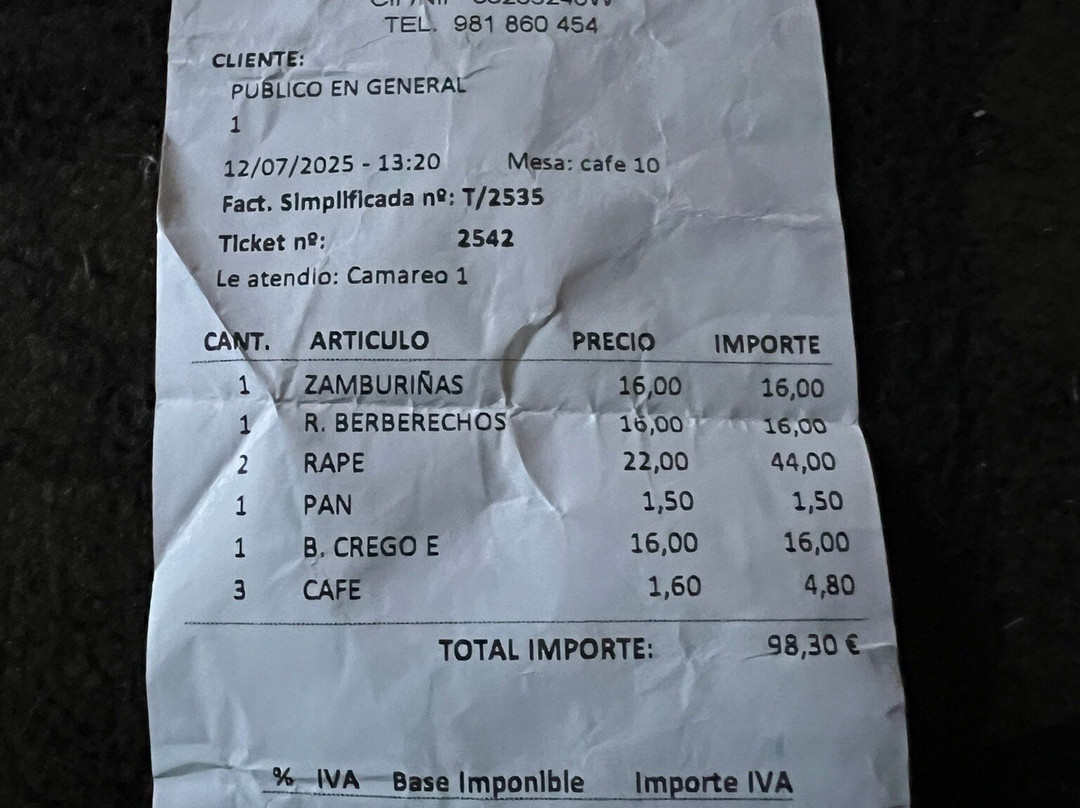 TEL. 981 860 454
CLIENTE:
PUBLICO EN GENERAL
1
12/07/2025 - 13:20 Mesa: cafe 10
Fact. Simplificada nº: T/2535
Ticket nº: 2542
Le atendio: Camareo 1
CANT. ARTICULO PRECIO IMPORTE
1 ZAMBURIÑAS 16,00 16,00
1 R. BERBERECHOS 16,00 16,00
2 RAPE 22,00 44,00
1 PAN 1,50 1,50
1 B. CREGO E 16,00 16,00
3 CAFE 1,60 4,80
TOTAL IMPORTE: 98,30 €
% IVA Base Imponible Importe IVA